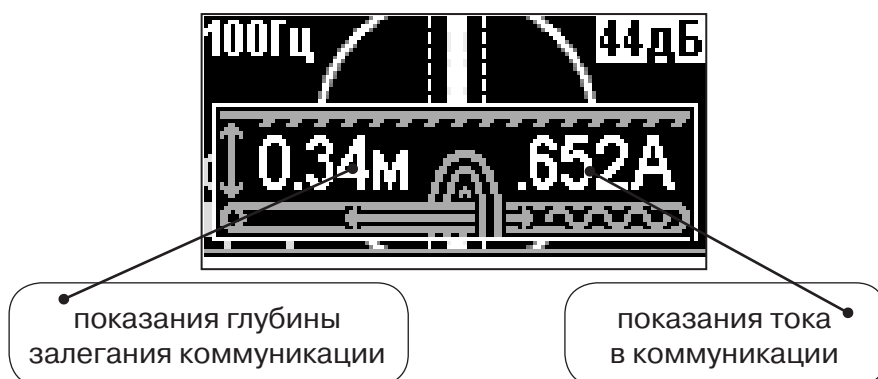 100Гц 44дБ
0.34м .652А
показания глубины
залегания коммуникации
показания тока
в коммуникации